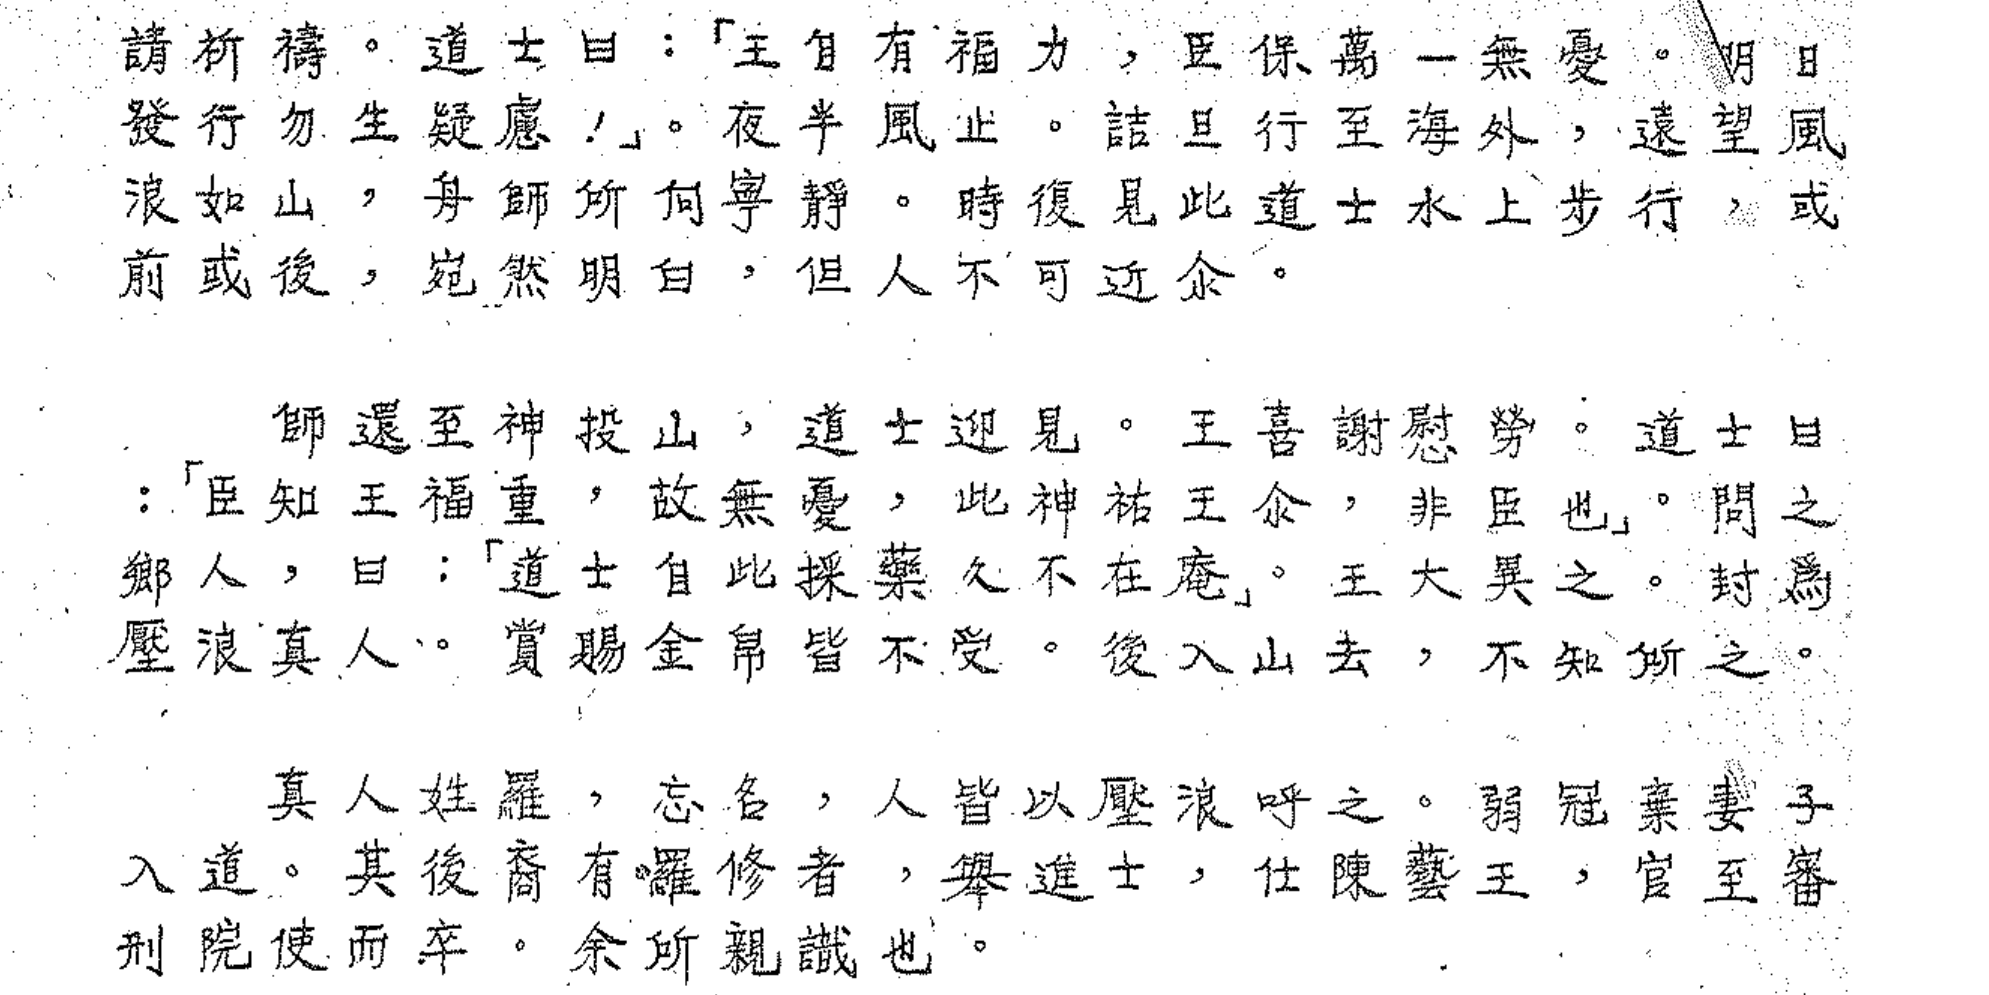 請祈禱。道士曰：「王自有福力，臣保萬一無憂。明日
發行勿生疑慮！」。夜半風止。詰旦行至海外，遠望風
浪如山，舟師所向寧靜。時復見此道士水上步行，或
前或後，宛然明白，但人不可近尒。
師還至神投山，道士迎見。王喜謝慰勞。道士曰
：「臣知王福重，故無憂，此神祐王尒，非臣也」。問之
鄉人，曰：「道士自此採藥久不在庵」。王大異之。封爲
壓浪真人。賞賜金帛皆不受。後入山去，不知所之。
真人姓羅，忘名，人皆以壓浪呼之。弱冠棄妻子
入道。其後裔有羅修者，舉進士，仕陳藝王，官至審
刑院使而卒。余所親識也。